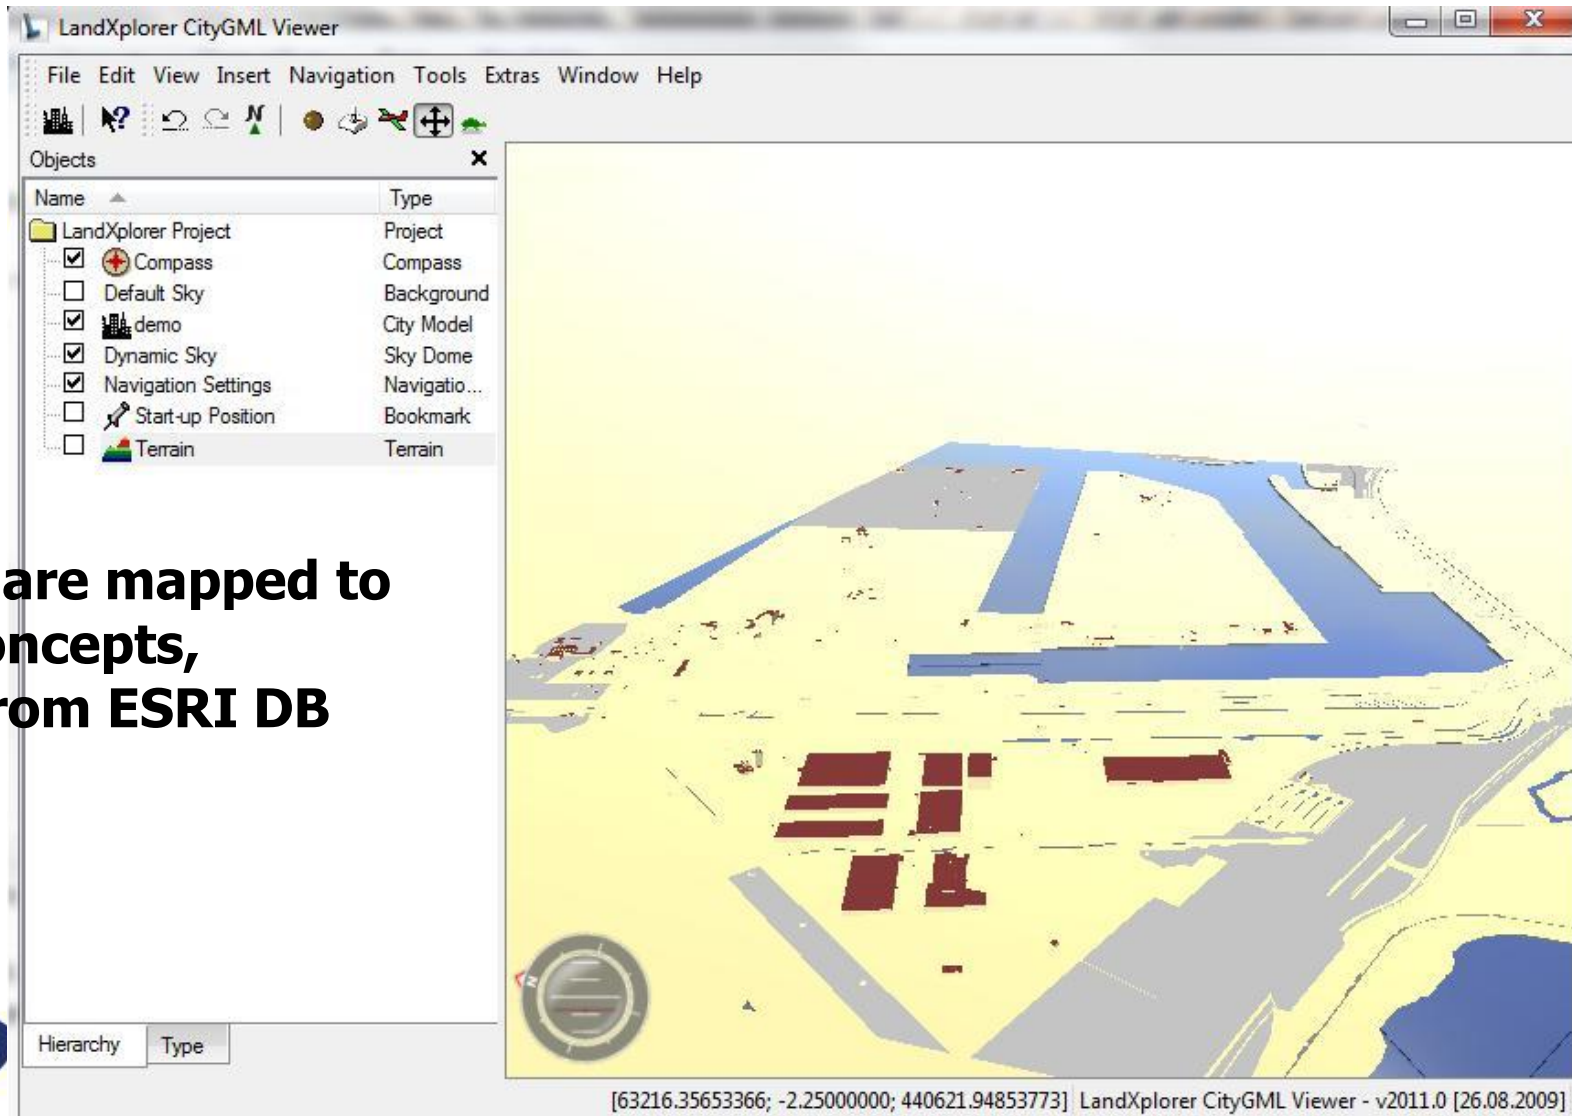 LandXplorer CityGML Viewer
File Edit View Insert Navigation Tools Extras Window Help
N
Objects
Name Type
LandXplorer Project Project
Compass Compass
Default Sky Background
demo City Model
Dynamic Sky Sky Dome
Navigation Settings Navigatio...
Start-up Position Bookmark
Terrain Terrain
are mapped to
oncepts,
rom ESRI DB
N
Hierarchy Type
[63216.35653366; -2.25000000; 440621.94853773] LandXplorer CityGML Viewer - v2011.0 [26.08.2009]